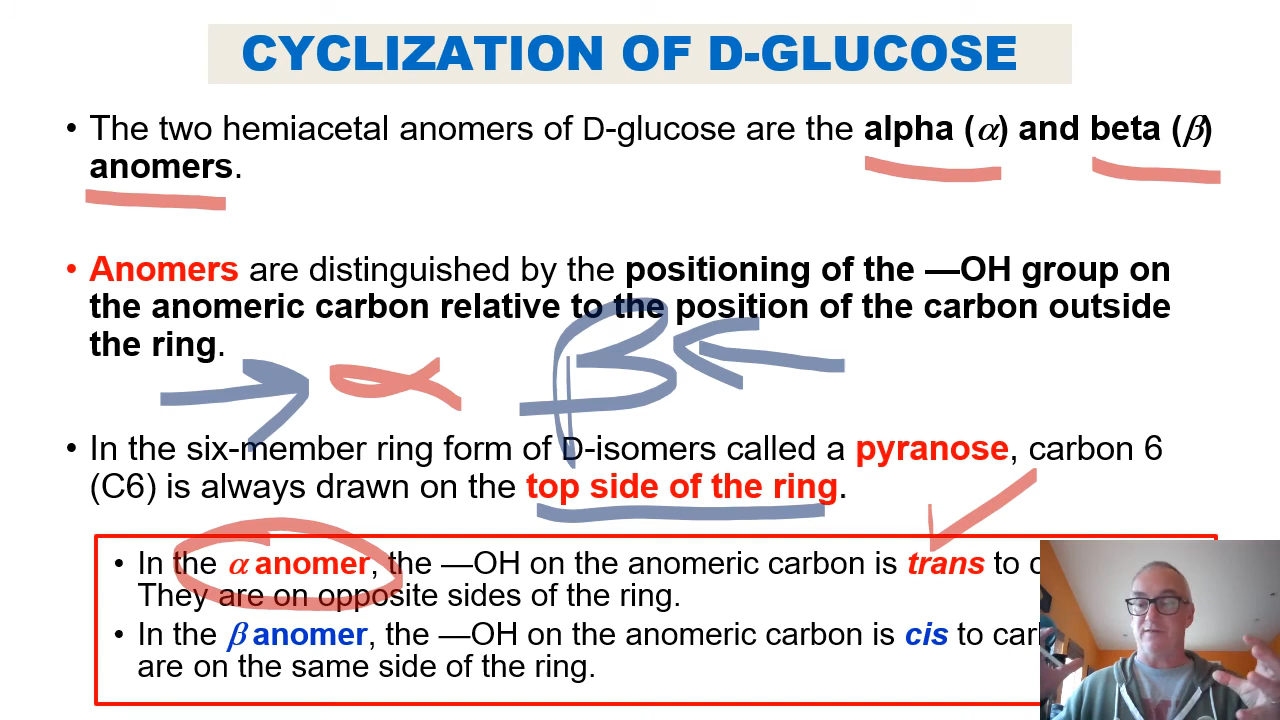 CYCLIZATION OF D-GLUCOSE
• The two hemiacetal anomers of D-glucose are the alpha (α) and beta (β)
anomers.
• Anomers are distinguished by the positioning of the —OH group on
the anomeric carbon relative to the position of the carbon outside
the ring.
α β
• In the six-member ring form of D-isomers called a pyranose, carbon 6
(C6) is always drawn on the top side of the ring.
• In the α anomer, the —OH on the anomeric carbon is trans to
They are on opposite sides of the ring.
• In the β anomer, the —OH on the anomeric carbon is cis to
are on the same side of the ring.